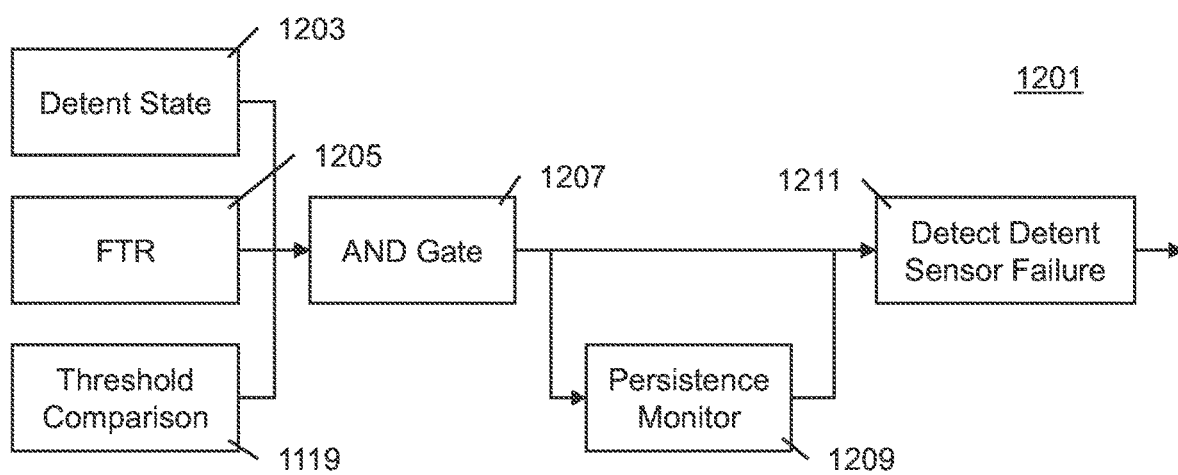 1203
Detent State
1201
1205
FTR
1207
AND Gate
1211
Detect Detent
Sensor Failure
Threshold
Comparison
1119
Persistence
Monitor
1209